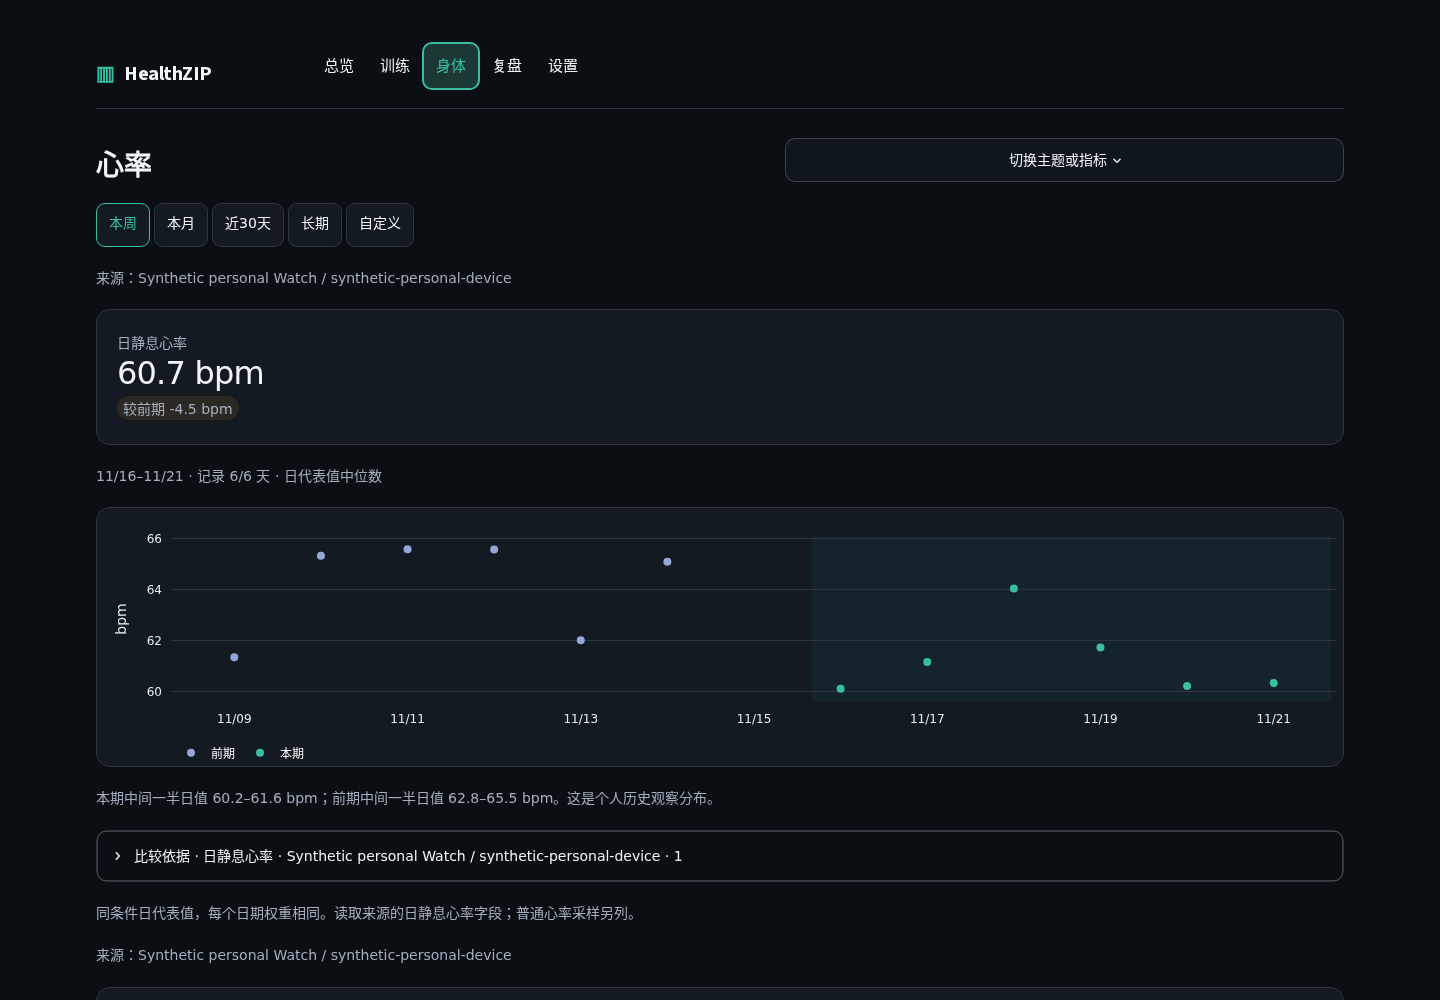 HealthZIP
总览 训练 身体 复盘 设置
心率
切换主题或指标
本周 本月 近30天 长期 自定义
来源：Synthetic personal Watch / synthetic-personal-device
日静息心率
60.7 bpm
较前期 -4.5 bpm
11/16–11/21 · 记录 6/6 天 · 日代表值中位数
66
64
62
60
bpm
11/09 11/11 11/13 11/15 11/17 11/19 11/21
前期 本期
本期中间一半日值 60.2–61.6 bpm；前期中间一半日值 62.8–65.5 bpm。这是个人历史观察分布。
比较依据 · 日静息心率 · Synthetic personal Watch / synthetic-personal-device · 1
同条件日代表值，每个日期权重相同。读取来源的日静息心率字段；普通心率采样另列。
来源：Synthetic personal Watch / synthetic-personal-device